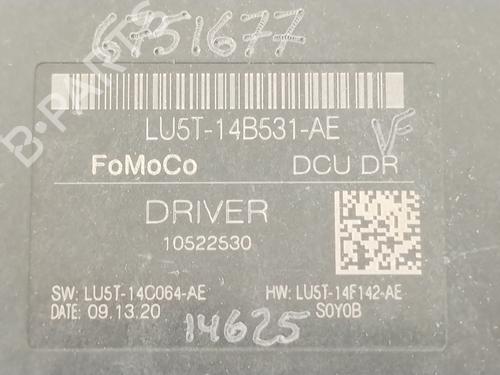 6751677
LU5T-14B531-AE
VF
FoMoCo DCU DR
DRIVER
10522530
SW: LU5T-14C064-AE HW: LU5T-14F142-AE
DATE: 09.13.20 S0Y0B
14625
B-PARTS